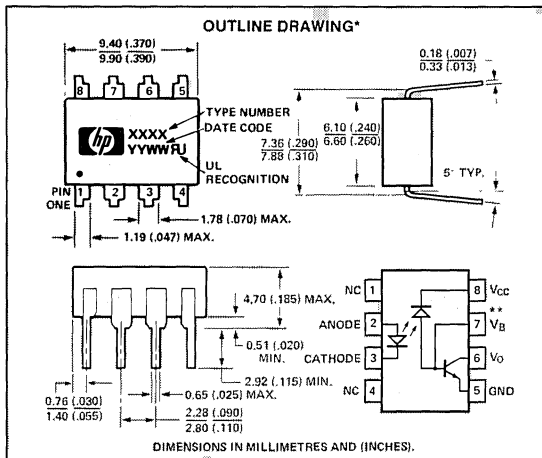 OUTLINE DRAWING*
9.40 (.370)
9.90 (.390)
0.18 (.007)
0.33 (.013)
8 7 6 5
hp
XXXX
YYWW RU
TYPE NUMBER
DATE CODE
UL
RECOGNITION
7.36 (.290)
7.88 (.310)
6.10 (.240)
6.60 (.260)
5° TYP.
PIN
ONE
1 2 3 4
1.78 (.070) MAX.
1.19 (.047) MAX.
4.70 (.185) MAX.
0.51 (.020)
MIN.
2.92 (.115) MIN.
0.76 (.030)
1.40 (.055)
0.65 (.025) MAX.
2.28 (.090)
2.80 (.110)
NC 1
8 VCC
ANODE 2
**
7 VB
CATHODE 3
6 VO
NC 4
5 GND
DIMENSIONS IN MILLIMETRES AND (INCHES).